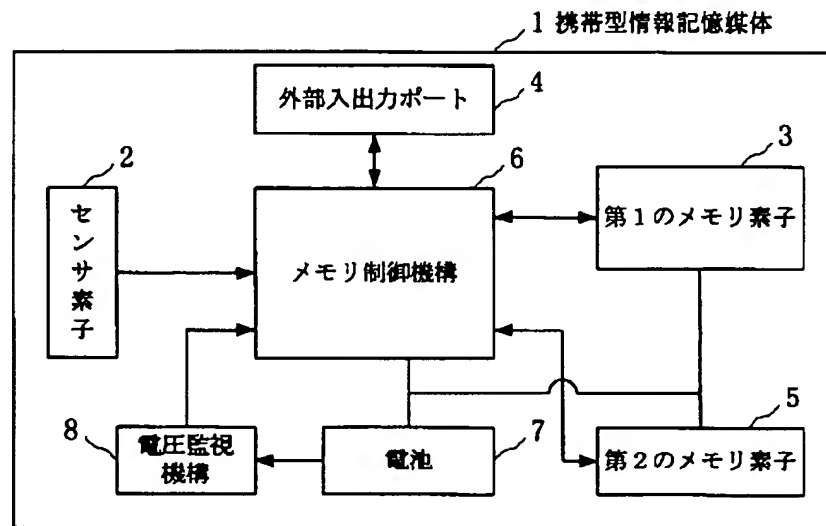 1 携帯型情報記憶媒体
外部入出力ポート
4
2
センサ素子
6
メモリ制御機構
3
第1のメモリ素子
8
電圧監視
機構
電池
7
5
第2のメモリ素子